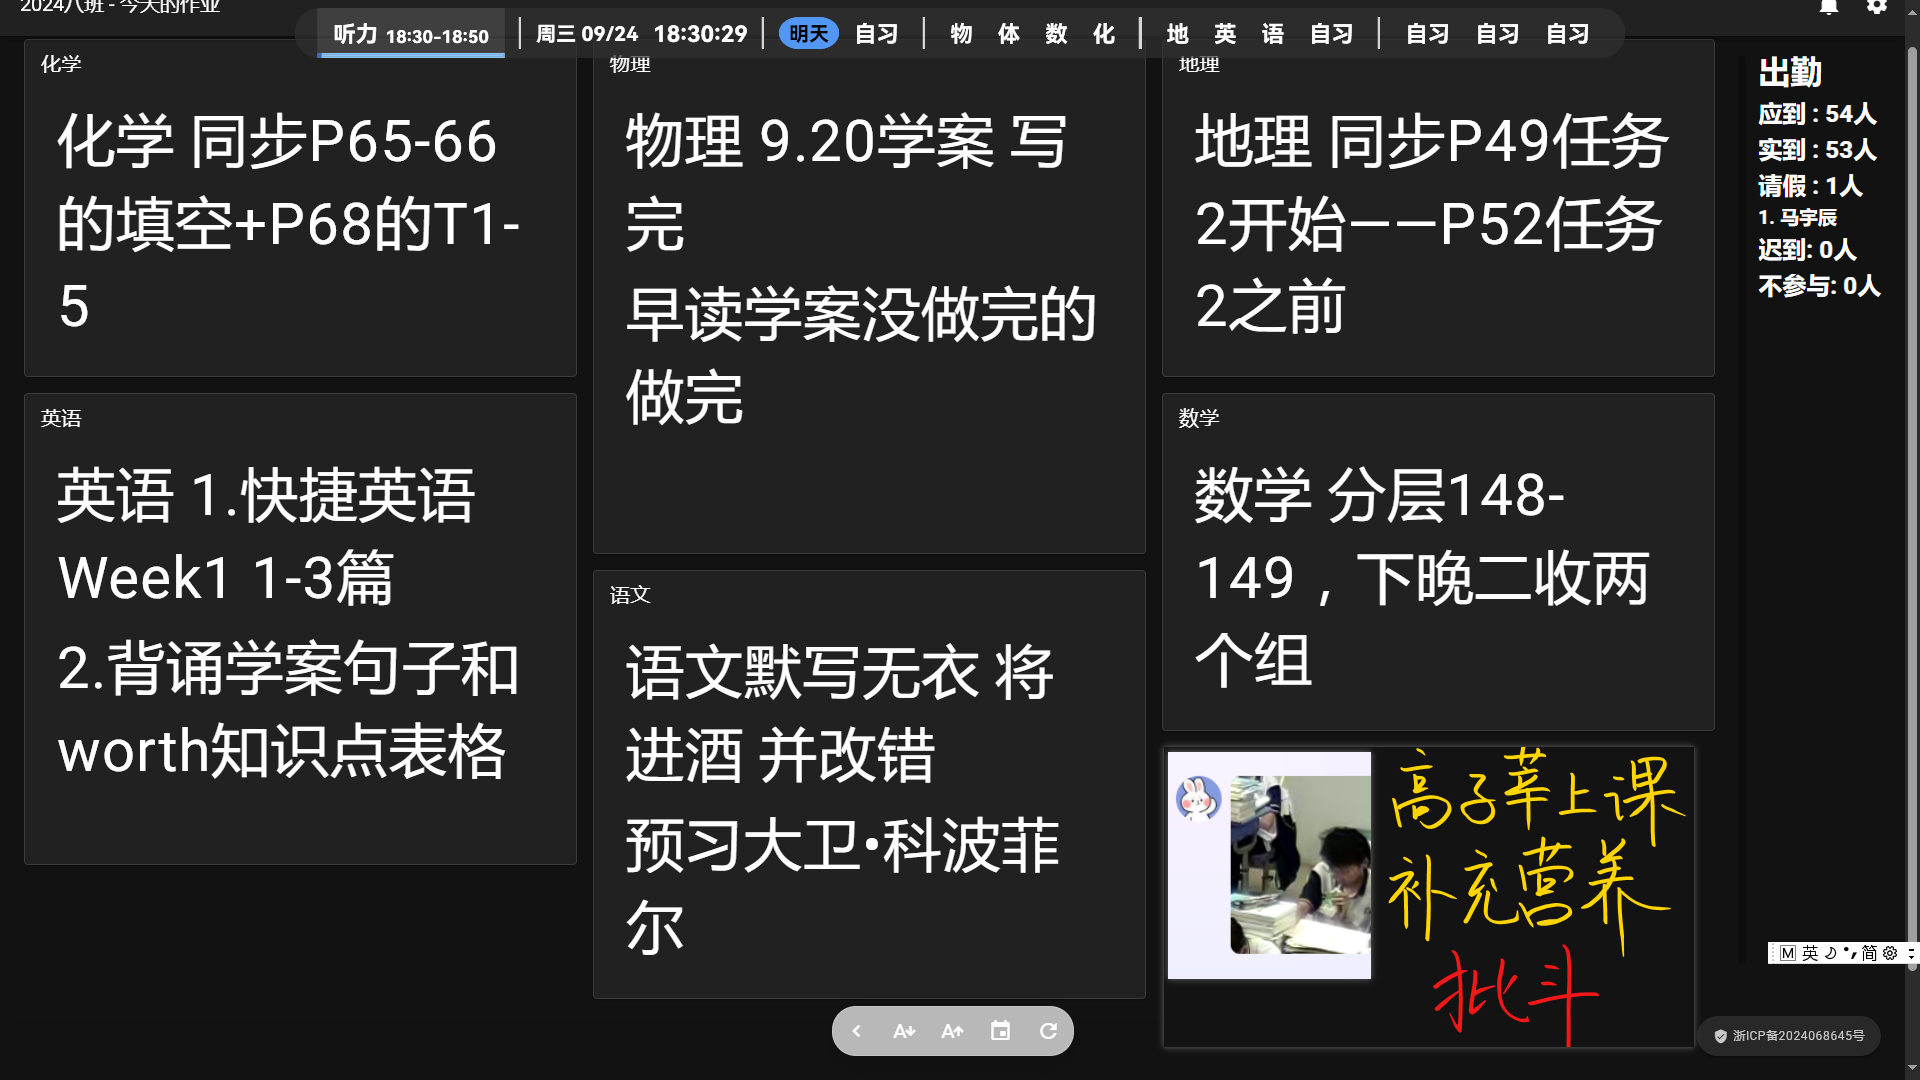 2024八班 - 今天的作业
听力 18:30-18:50
周三 09/24 18:30:29
明天 自习 物 体 数 化 地 英 语 自习 自习 自习 自习
化学
化学 同步P65-66
的填空+P68的T1-
5
英语
英语 1.快捷英语
Week1 1-3篇
2.背诵学案句子和
worth知识点表格
物理
物理 9.20学案 写
完
早读学案没做完的
做完
语文
语文默写无衣 将
进酒 并改错
预习大卫•科波菲
尔
地理
地理 同步P49任务
2开始——P52任务
2之前
数学
数学 分层148-
149，下晚二收两
个组
高子莘上课
补充营养
批斗
出勤
应到 : 54人
实到 : 53人
请假 : 1人
1. 马宇辰
迟到: 0人
不参与: 0人
M 英 简
A A
浙ICP备2024068645号